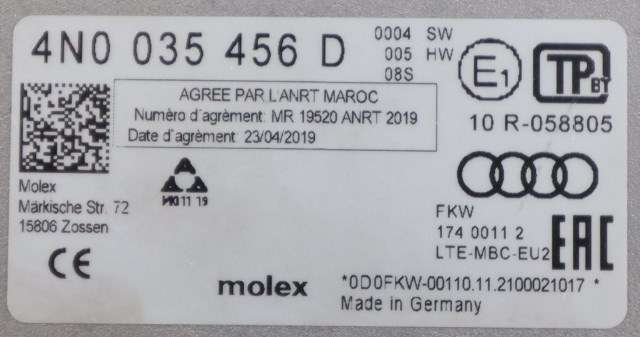 4N0 035 456 D
0004 SW
005 HW
08S
E1
TP BT
10 R-058805
AGREE PAR L'ANRT MAROC
Numéro d'agrément: MR 19520 ANRT 2019
Date d'agrément: 23/04/2019
Molex
Märkische Str. 72
15806 Zossen
11 19
FKW
174 0011 2
LTE-MBC-EU2
EAC
CE
molex
*0D0FKW-00110.11.2100021017 *
Made in Germany